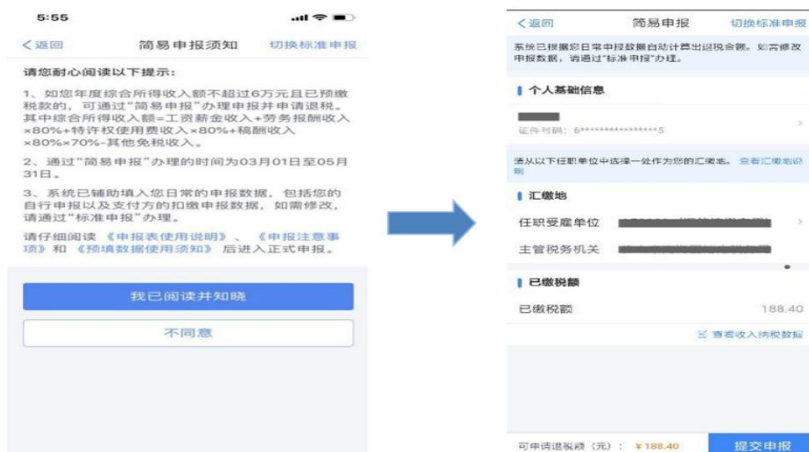 5:55
返回 简易申报须知 切换标准申报
请您耐心阅读以下提示:
1、如您年度综合所得收入额不超过6万元且已预缴
税款的,可通过“简易申报”办理申报并申请退税。
其中综合所得收入额=工资薪金收入+劳务报酬收入
×80%+特许权使用费收入×80%+稿酬收入
×80%×70%-其他免税收入。
2、通过“简易申报”办理的时间为03月01日至05月
31日。
3、系统已辅助填入您日常的申报数据,包括您的
自行申报以及支付方的扣缴申报数据,如需修改,
请通过“标准申报”办理。
请仔细阅读《申报表使用说明》、《申报注意事
项》和《预填数据使用须知》后进入正式申报。
我已阅读并知晓
不同意
返回 简易申报 切换标准申报
系统已根据您日常申报数据自动计算出退税金额。如需修改
申报数据,请通过“标准申报”办理。
个人基础信息
证件号码: 6****************5
请从以下任职单位中选择一处作为您的汇缴地。查看汇缴地说
明
汇缴地
任职受雇单位
主管税务机关
已缴税额
已缴税额 188.40
查看收入纳税数据
可申请退税额(元): ¥188.40 提交申报